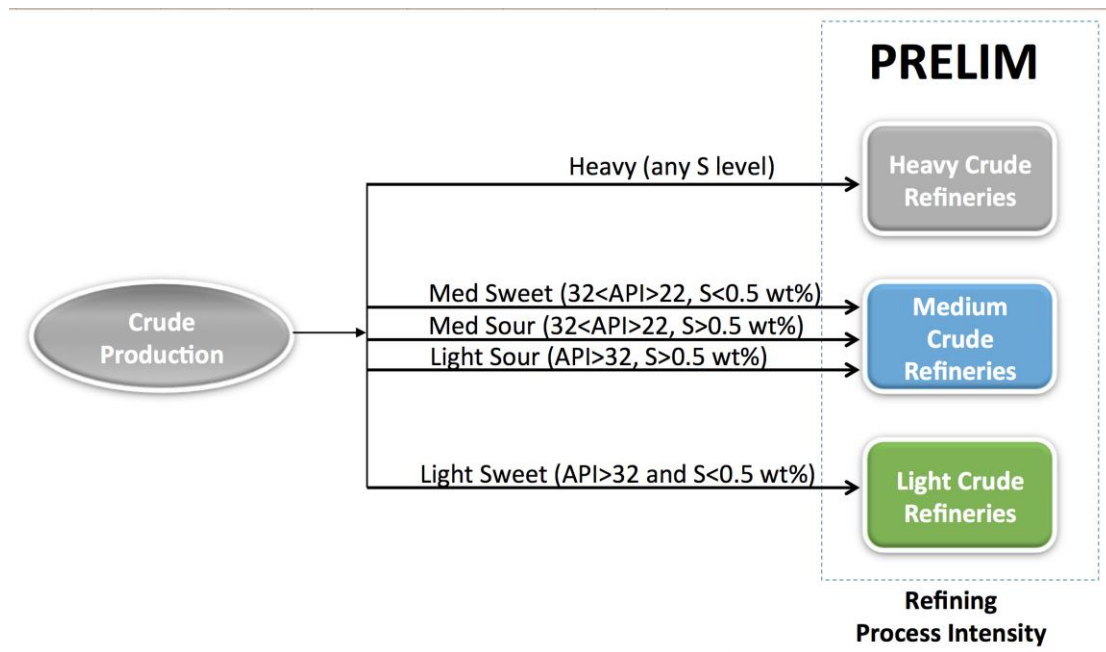 PRELIM
Heavy (any S level)
Heavy Crude
Refineries
Crude
Production
Med Sweet (32<API>22, S<0.5 wt%)
Med Sour (32<API>22, S>0.5 wt%)
Light Sour (API>32, S>0.5 wt%)
Medium
Crude
Refineries
Light Sweet (API>32 and S<0.5 wt%)
Light Crude
Refineries
Refining
Process Intensity